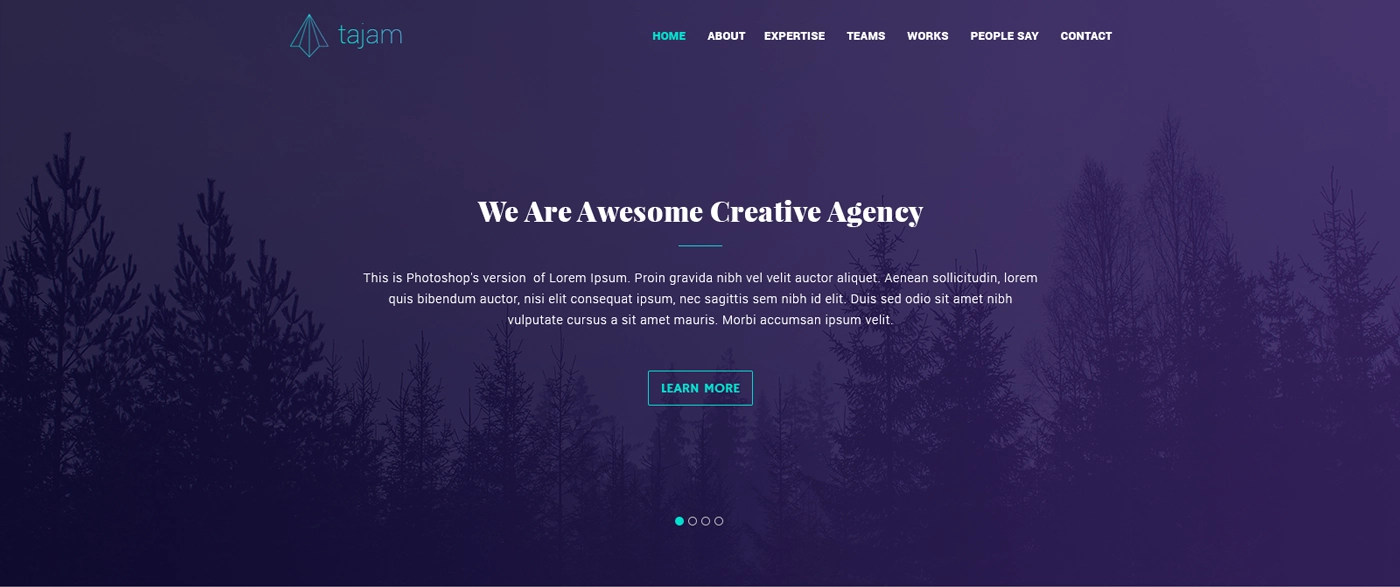 tajam
HOME ABOUT EXPERTISE TEAMS WORKS PEOPLE SAY CONTACT
We Are Awesome Creative Agency
This is Photoshop's version  of Lorem Ipsum. Proin gravida nibh vel velit auctor aliquet. Aenean sollicitudin, lorem
quis bibendum auctor, nisi elit consequat ipsum, nec sagittis sem nibh id elit. Duis sed odio sit amet nibh
vulputate cursus a sit amet mauris. Morbi accumsan ipsum velit.
LEARN MORE